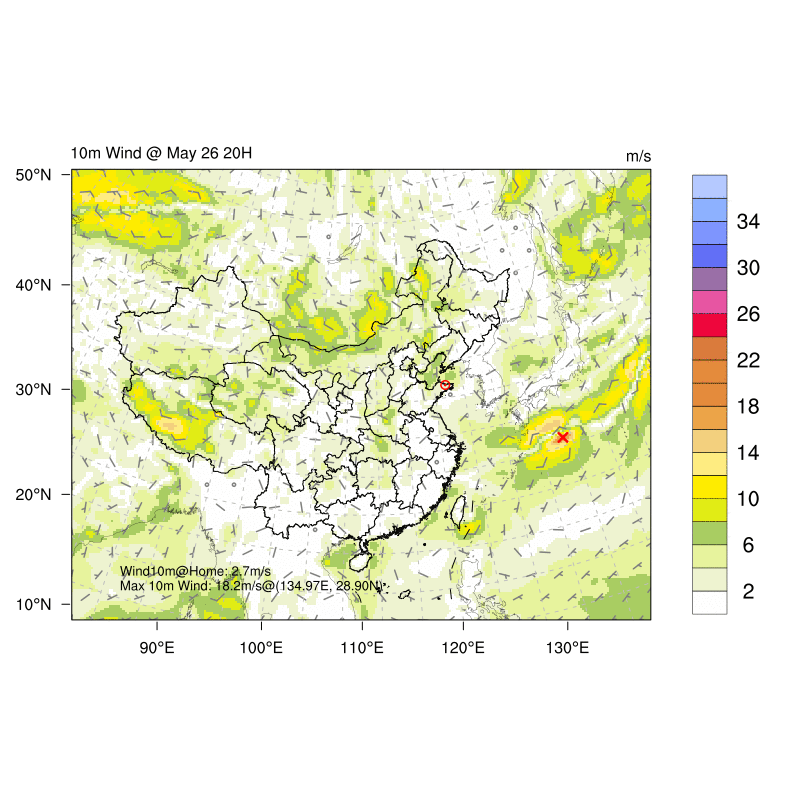 10m Wind @ May 26 20H
m/s
50°N
40°N
30°N
20°N
10°N
90°E
100°E
110°E
120°E
130°E
34
30
26
22
18
14
10
6
2
Wind10m@Home: 2.7m/s
Max 10m Wind: 18.2m/s@(134.97E, 28.90N)